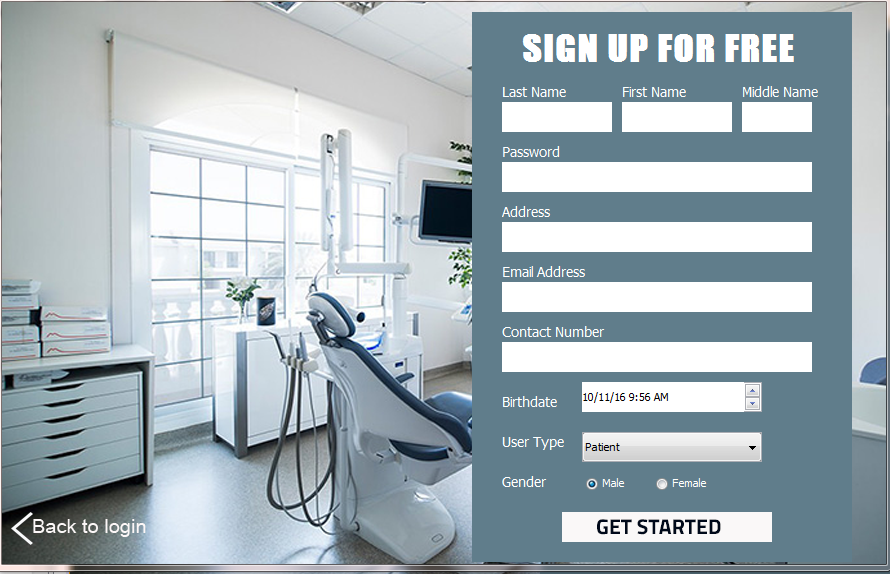 SIGN UP FOR FREE
Last Name First Name Middle Name
Password
Address
Email Address
Contact Number
Birthdate 10/11/16 9:56 AM
User Type Patient
Gender Male Female
GET STARTED
Back to login